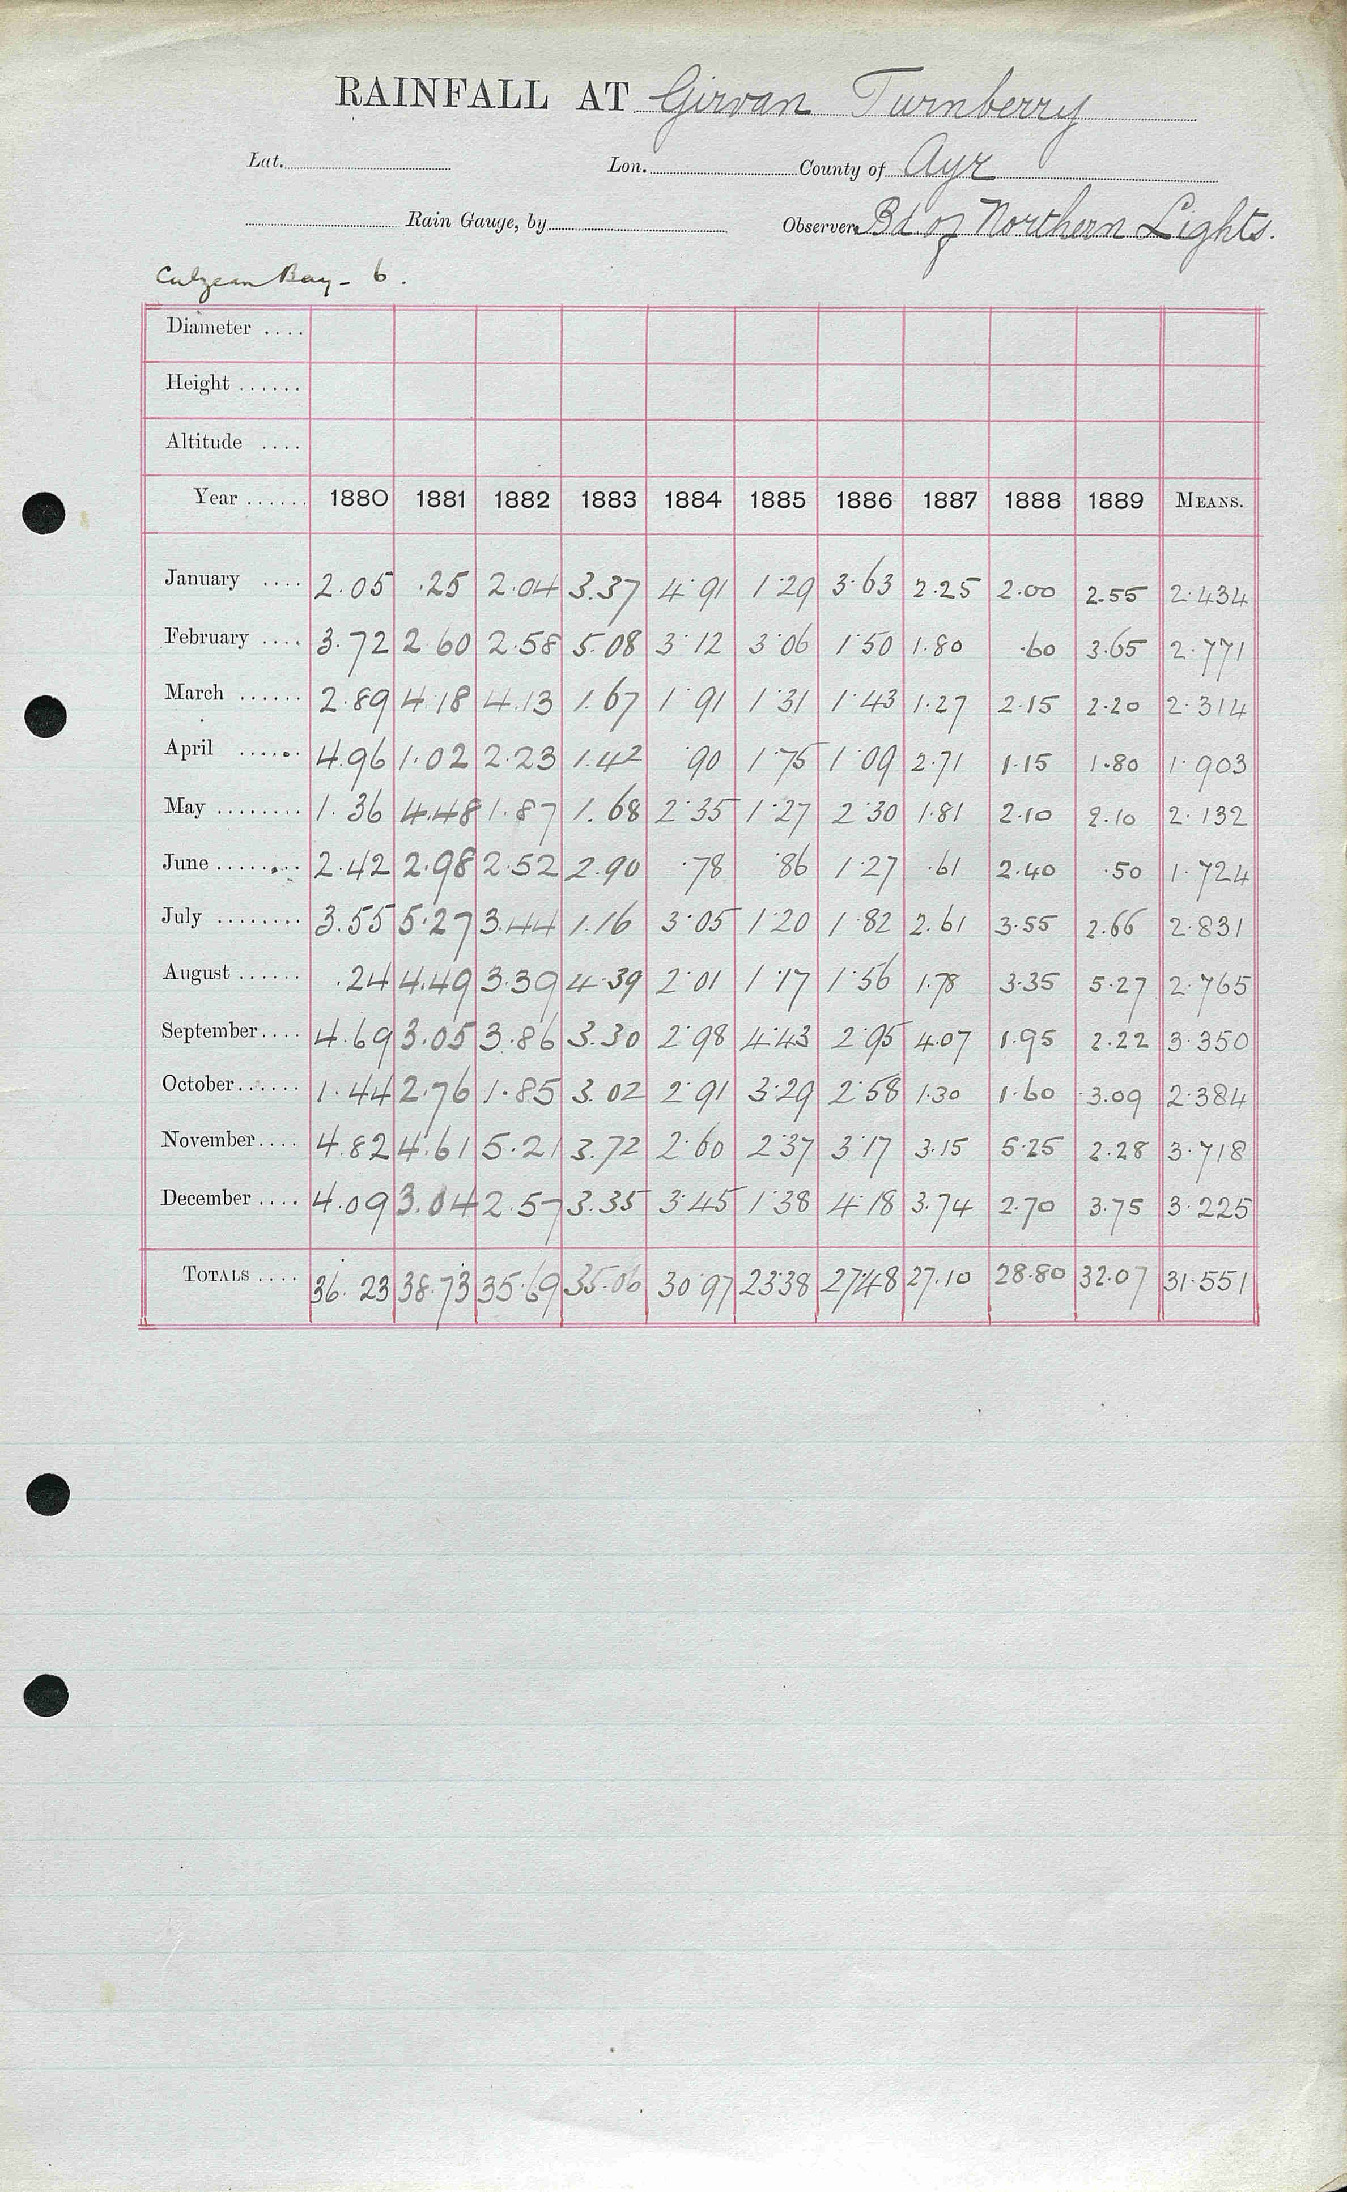 RAINFALL AT Girvan Turnberry
Lat. Lon. County of Ayr
Rain Gauge, by Observer Bd. of Northern Lights.
Culzean Bay - 6.
Diameter ....
Height ......
Altitude ....
Year ...... 1880 1881 1882 1883 1884 1885 1886 1887 1888 1889 MEANS.
January .... 2.05 .25 2.04 3.37 4.91 1.29 3.63 2.25 2.00 2.55 2.434
February .... 3.72 2.60 2.58 5.08 3.12 3.06 1.50 1.80 .60 3.65 2.771
March ...... 2.89 4.18 4.13 1.67 1.91 1.31 1.43 1.27 2.15 2.20 2.314
April ...... 4.96 1.02 2.23 1.42 .90 1.75 1.09 2.71 1.15 1.80 1.903
May ........ 1.36 4.48 1.87 1.68 2.35 1.27 2.30 1.81 2.10 2.10 2.132
June ........ 2.42 2.98 2.52 2.90 .78 .86 1.27 .61 2.40 .50 1.724
July ........ 3.55 5.27 3.44 1.16 3.05 1.20 1.82 2.61 3.55 2.66 2.831
August ...... .24 4.49 3.39 4.39 2.01 1.17 1.56 1.78 3.35 5.27 2.765
September .... 4.69 3.05 3.86 3.30 2.98 4.43 2.95 4.07 1.95 2.22 3.350
October ...... 1.44 2.76 1.85 3.02 2.91 3.29 2.58 1.30 1.60 3.09 2.384
November .... 4.82 4.61 5.21 3.72 2.60 2.37 3.17 3.15 5.25 2.28 3.718
December .... 4.09 3.04 2.57 3.35 3.45 1.38 4.18 3.74 2.70 3.75 3.225
TOTALS .... 36.23 38.73 35.69 35.06 30.97 23.38 27.48 27.10 28.80 32.07 31.551